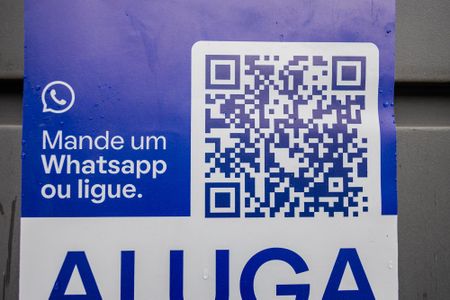 Mande um
Whatsapp
ou ligue.
ALUGA